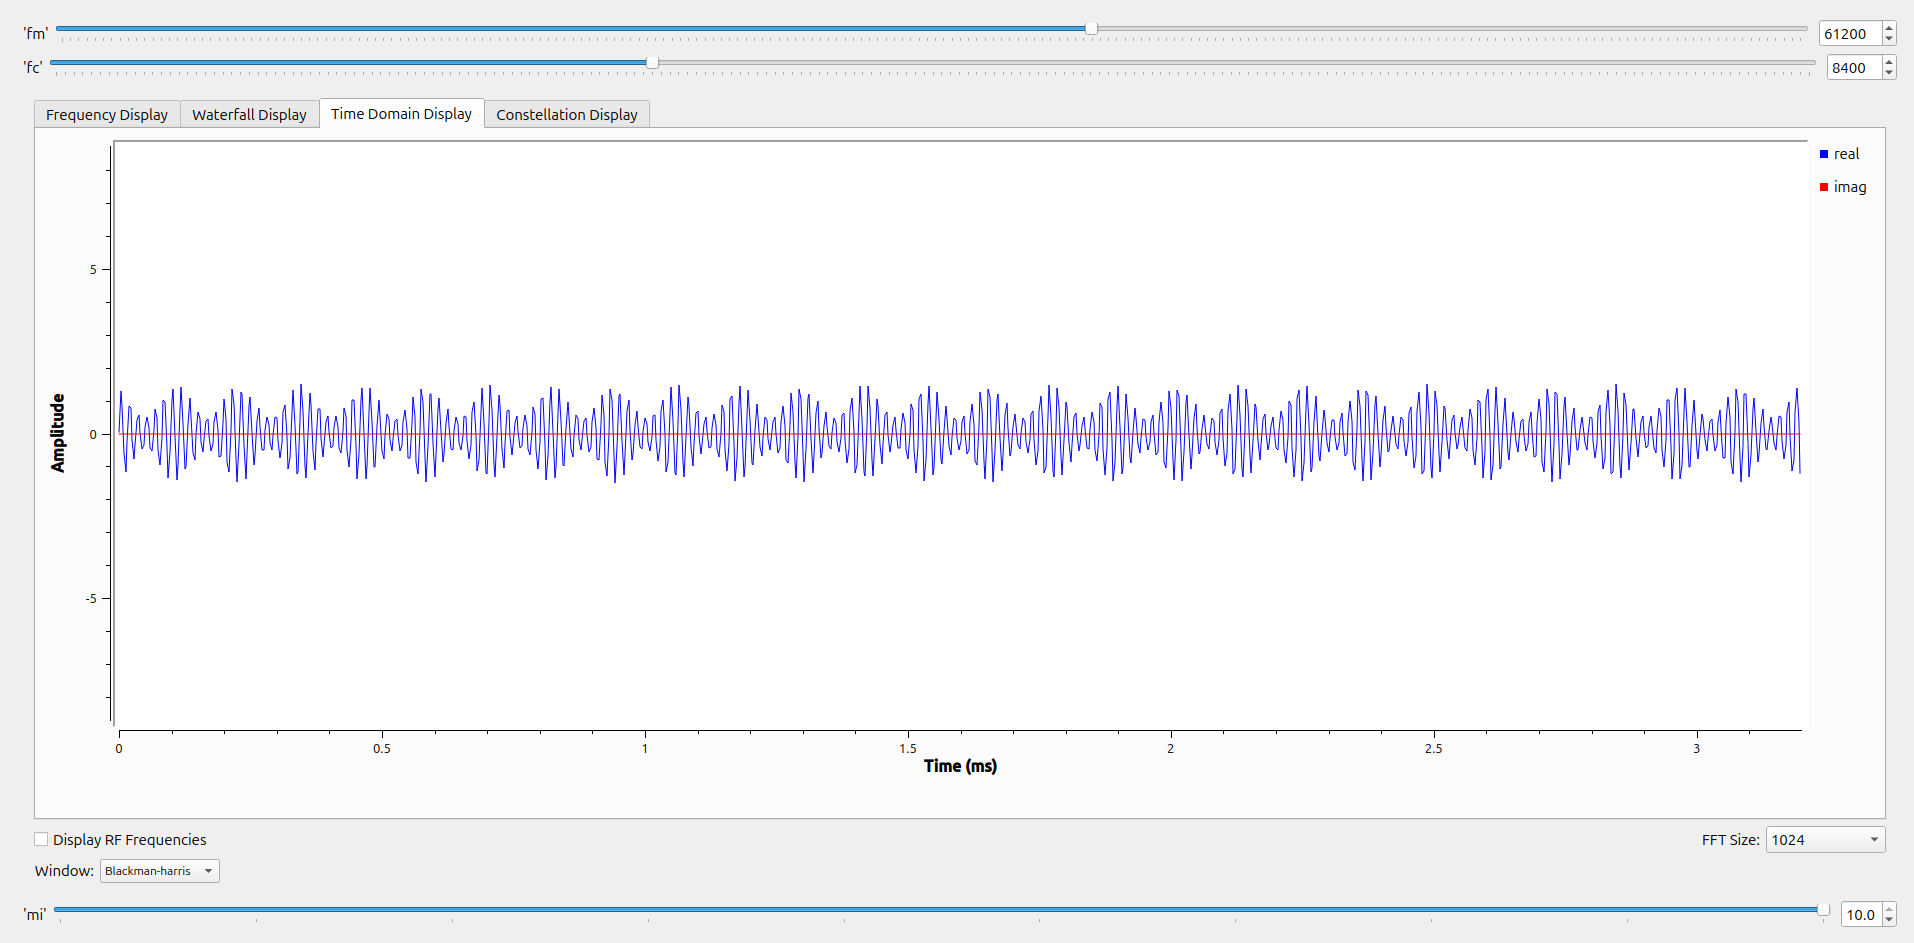 'fm' 61200
'fc' 8400
Frequency Display Waterfall Display Time Domain Display Constellation Display
real
imag
5
0
-5
Amplitude
0 0.5 1 1.5 2 2.5 3
Time (ms)
Display RF Frequencies FFT Size: 1024
Window: Blackman-harris
'mi' 10.0